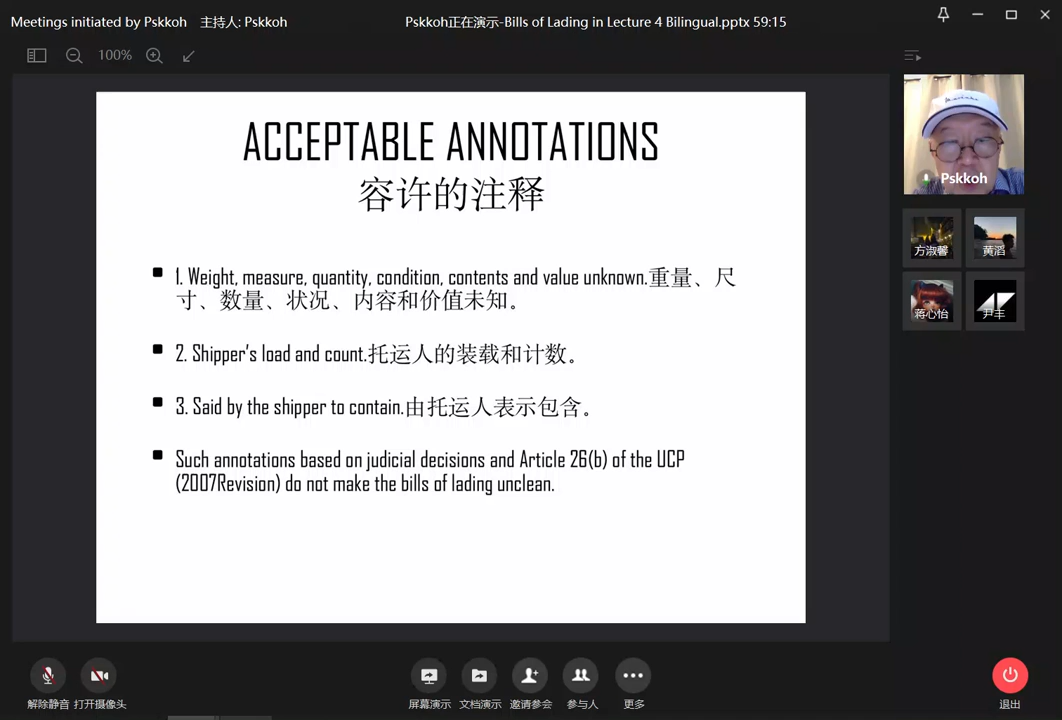 Meetings initiated by Pskkoh 主持人: Pskkoh
Pskkoh正在演示-Bills of Lading in Lecture 4 Bilingual.pptx 59:15
100%
ACCEPTABLE ANNOTATIONS
容许的注释
1. Weight, measure, quantity, condition, contents and value unknown.重量、尺
寸、数量、状况、内容和价值未知。
2. Shipper's load and count.托运人的装载和计数。
3. Said by the shipper to contain.由托运人表示包含。
Such annotations based on judicial decisions and Article 26(b) of the UCP
(2007Revision) do not make the bills of lading unclean.
Pskkoh
方淑馨
黄滔
蒋心怡
尹丰
解除静音
打开摄像头
屏幕演示
文档演示
邀请参会
参与人
更多
退出